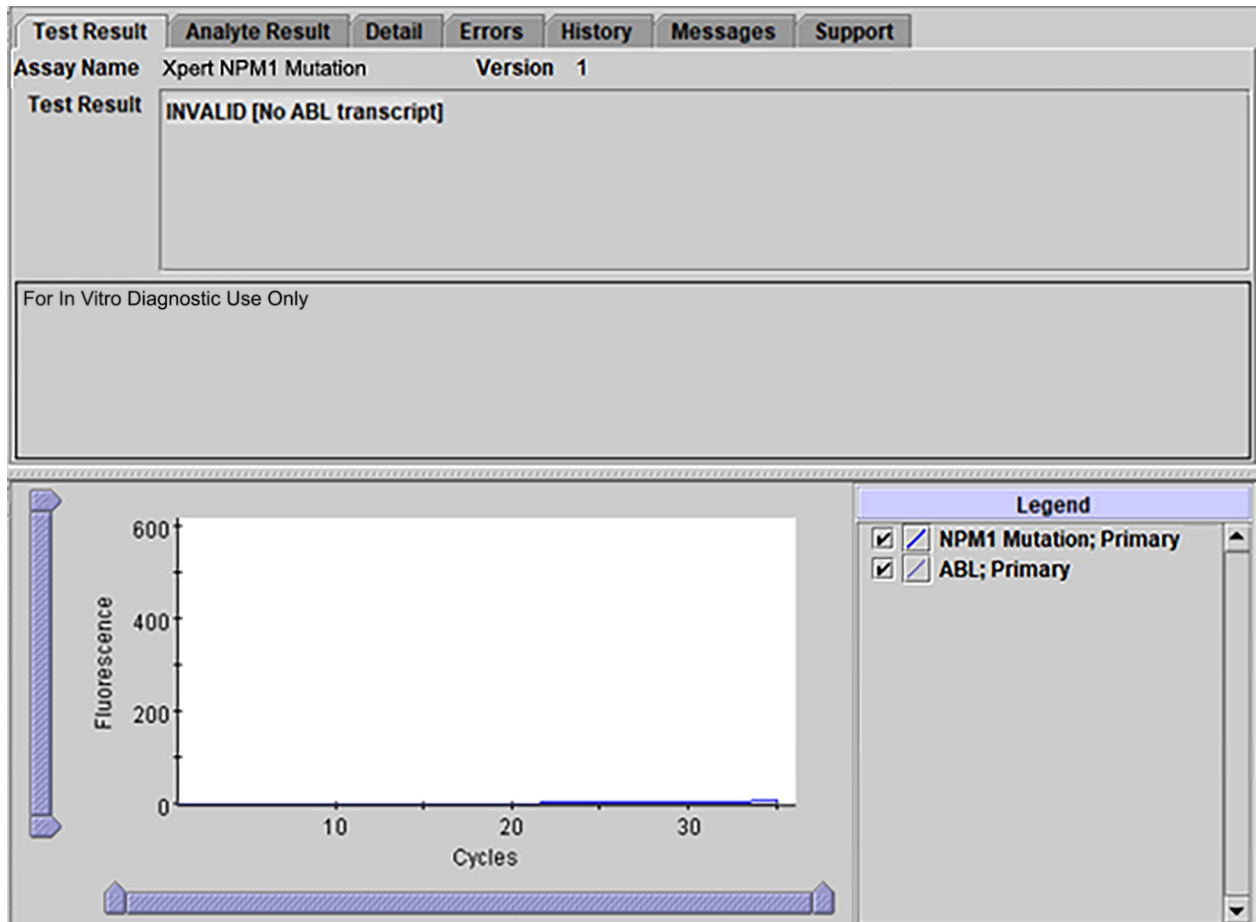 Test Result Analyte Result Detail Errors History Messages Support
Assay Name Xpert NPM1 Mutation Version 1
Test Result INVALID [No ABL transcript]
For In Vitro Diagnostic Use Only
Legend
NPM1 Mutation; Primary
ABL; Primary
600
400
200
0
Fluorescence
10 20 30
Cycles